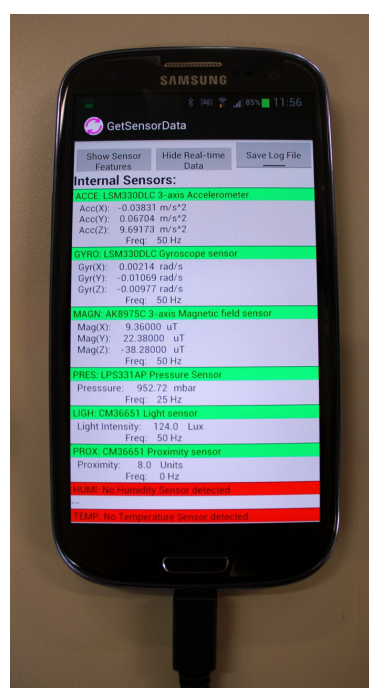 SAMSUNG
85% 11:56
GetSensorData
Show Sensor Features
Hide Real-time Data
Save Log File
Internal Sensors:
ACCE: LSM330DLC 3-axis Accelerometer
Acc(X): -0.03831 m/s^2
Acc(Y): 0.06704 m/s^2
Acc(Z): 9.69173 m/s^2
Freq: 50 Hz
GYRO: LSM330DLC Gyroscope sensor
Gyr(X): 0.00214 rad/s
Gyr(Y): -0.01069 rad/s
Gyr(Z): -0.00977 rad/s
Freq: 50 Hz
MAGN: AK8975C 3-axis Magnetic field sensor
Mag(X): 9.36000 uT
Mag(Y): 22.38000 uT
Mag(Z): -38.28000 uT
Freq: 50 Hz
PRES: LPS331AP Pressure Sensor
Presssure: 952.72 mbar
Freq: 25 Hz
LIGH: CM36651 Light sensor
Light Intensity: 124.0 Lux
Freq: 50 Hz
PROX: CM36651 Proximity sensor
Proximity: 8.0 Units
Freq: 0 Hz
HUMI: No Humidity Sensor detected
--
TEMP: No Temperature Sensor detected